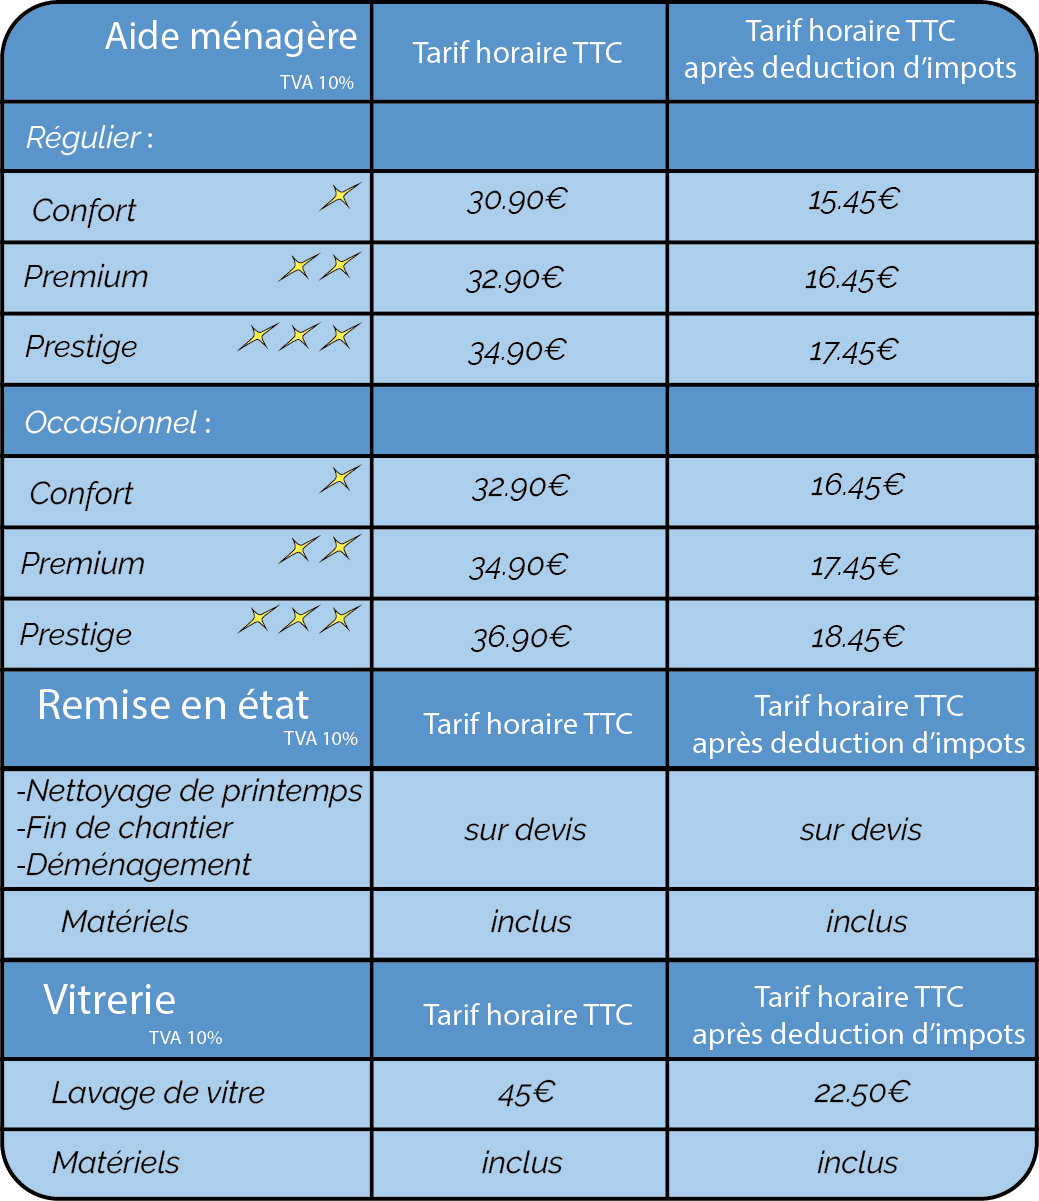 Aide ménagère
TVA 10%
Tarif horaire TTC
Tarif horaire TTC
après deduction d'impots
Régulier :
Confort 30.90€ 15.45€
Premium 32.90€ 16.45€
Prestige 34.90€ 17.45€
Occasionnel :
Confort 32.90€ 16.45€
Premium 34.90€ 17.45€
Prestige 36.90€ 18.45€
Remise en état
TVA 10%
Tarif horaire TTC
Tarif horaire TTC
après deduction d'impots
-Nettoyage de printemps
-Fin de chantier
-Déménagement
sur devis sur devis
Matériels inclus inclus
Vitrerie
TVA 10%
Tarif horaire TTC
Tarif horaire TTC
après deduction d'impots
Lavage de vitre 45€ 22.50€
Matériels inclus inclus